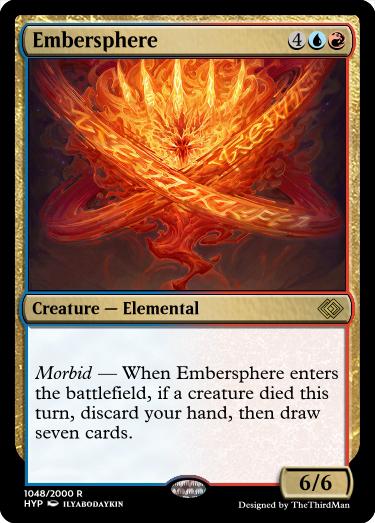 Embersphere 4
Creature — Elemental
Morbid — When Embersphere enters
the battlefield, if a creature died this
turn, discard your hand, then draw
seven cards.
6/6
1048/2000 R
HYP ILYABODAYKIN
Designed by TheThirdMan